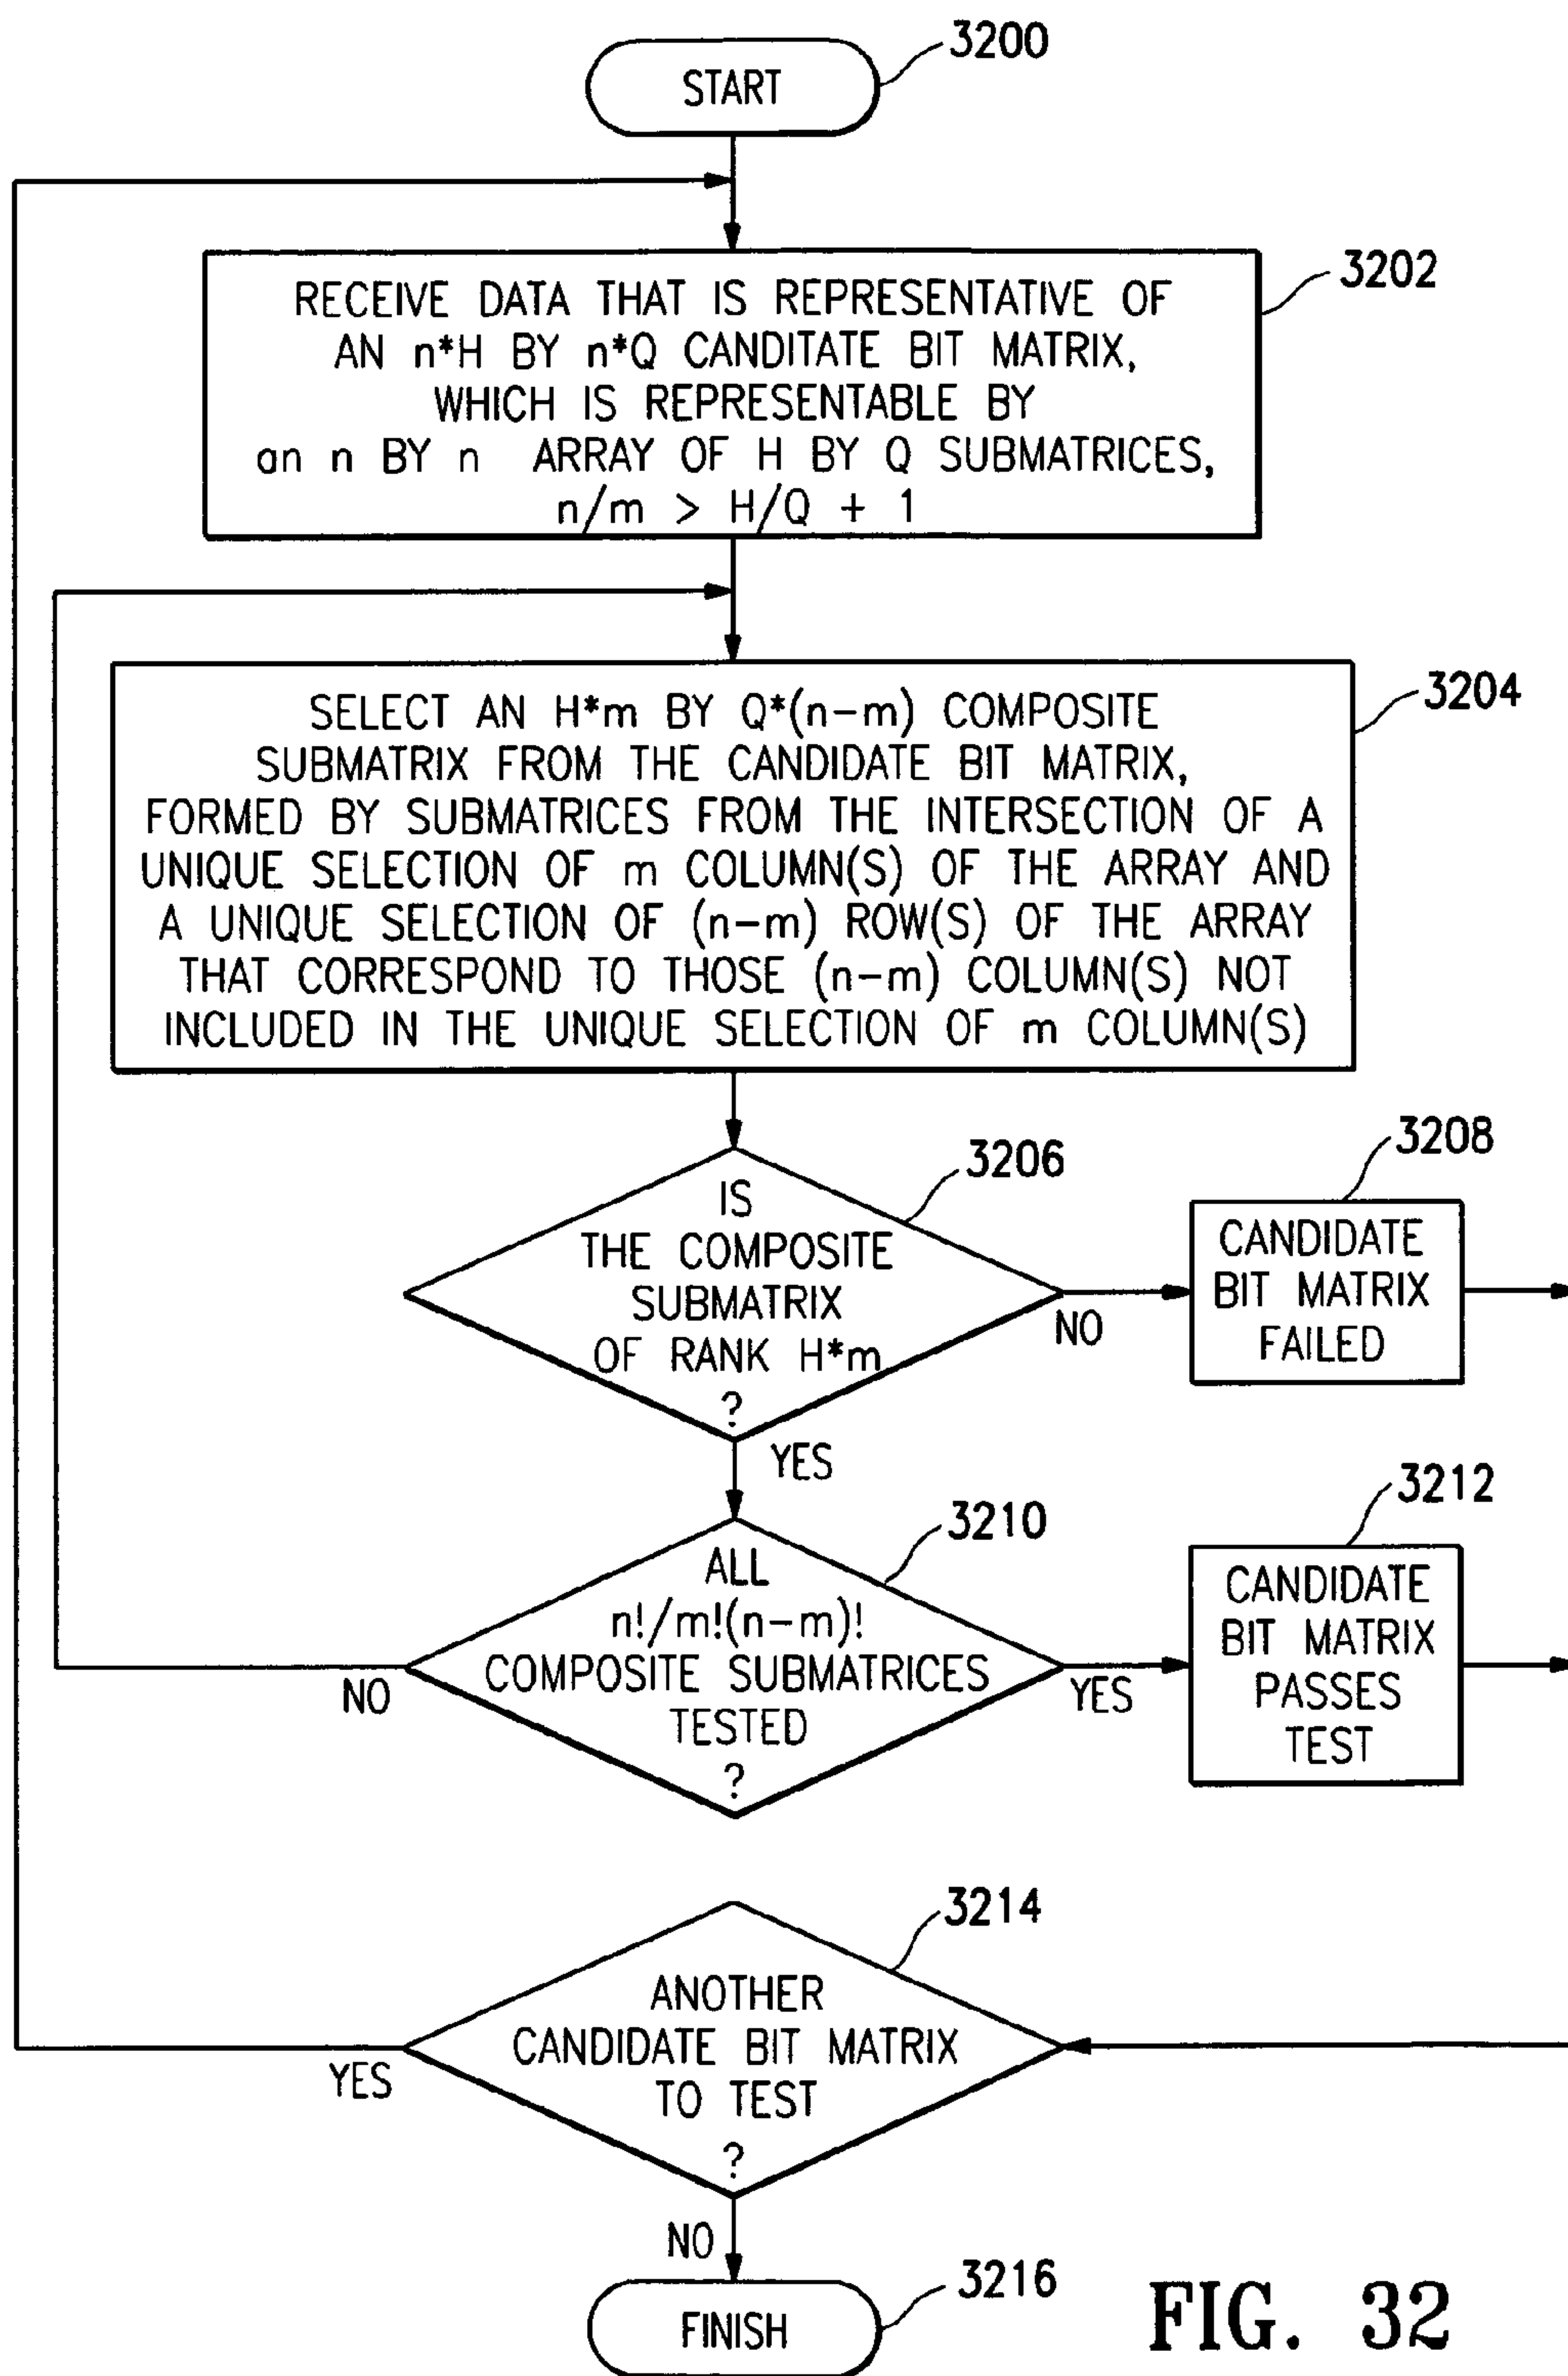 3200
START
3202
RECEIVE DATA THAT IS REPRESENTATIVE OF
AN n*H BY n*Q CANDITATE BIT MATRIX,
WHICH IS REPRESENTABLE BY
an n BY n ARRAY OF H BY Q SUBMATRICES,
n/m > H/Q + 1
3204
SELECT AN H*m BY Q*(n-m) COMPOSITE
SUBMATRIX FROM THE CANDIDATE BIT MATRIX,
FORMED BY SUBMATRICES FROM THE INTERSECTION OF A
UNIQUE SELECTION OF m COLUMN(S) OF THE ARRAY AND
A UNIQUE SELECTION OF (n-m) ROW(S) OF THE ARRAY
THAT CORRESPOND TO THOSE (n-m) COLUMN(S) NOT
INCLUDED IN THE UNIQUE SELECTION OF m COLUMN(S)
3206
IS
THE COMPOSITE
SUBMATRIX
OF RANK H*m
?
NO
YES
3208
CANDIDATE
BIT MATRIX
FAILED
3210
ALL
n!/m!(n-m)!
COMPOSITE SUBMATRICES
TESTED
?
NO
YES
3212
CANDIDATE
BIT MATRIX
PASSES
TEST
3214
ANOTHER
CANDIDATE BIT MATRIX
TO TEST
?
YES
NO
3216
FINISH
FIG. 32